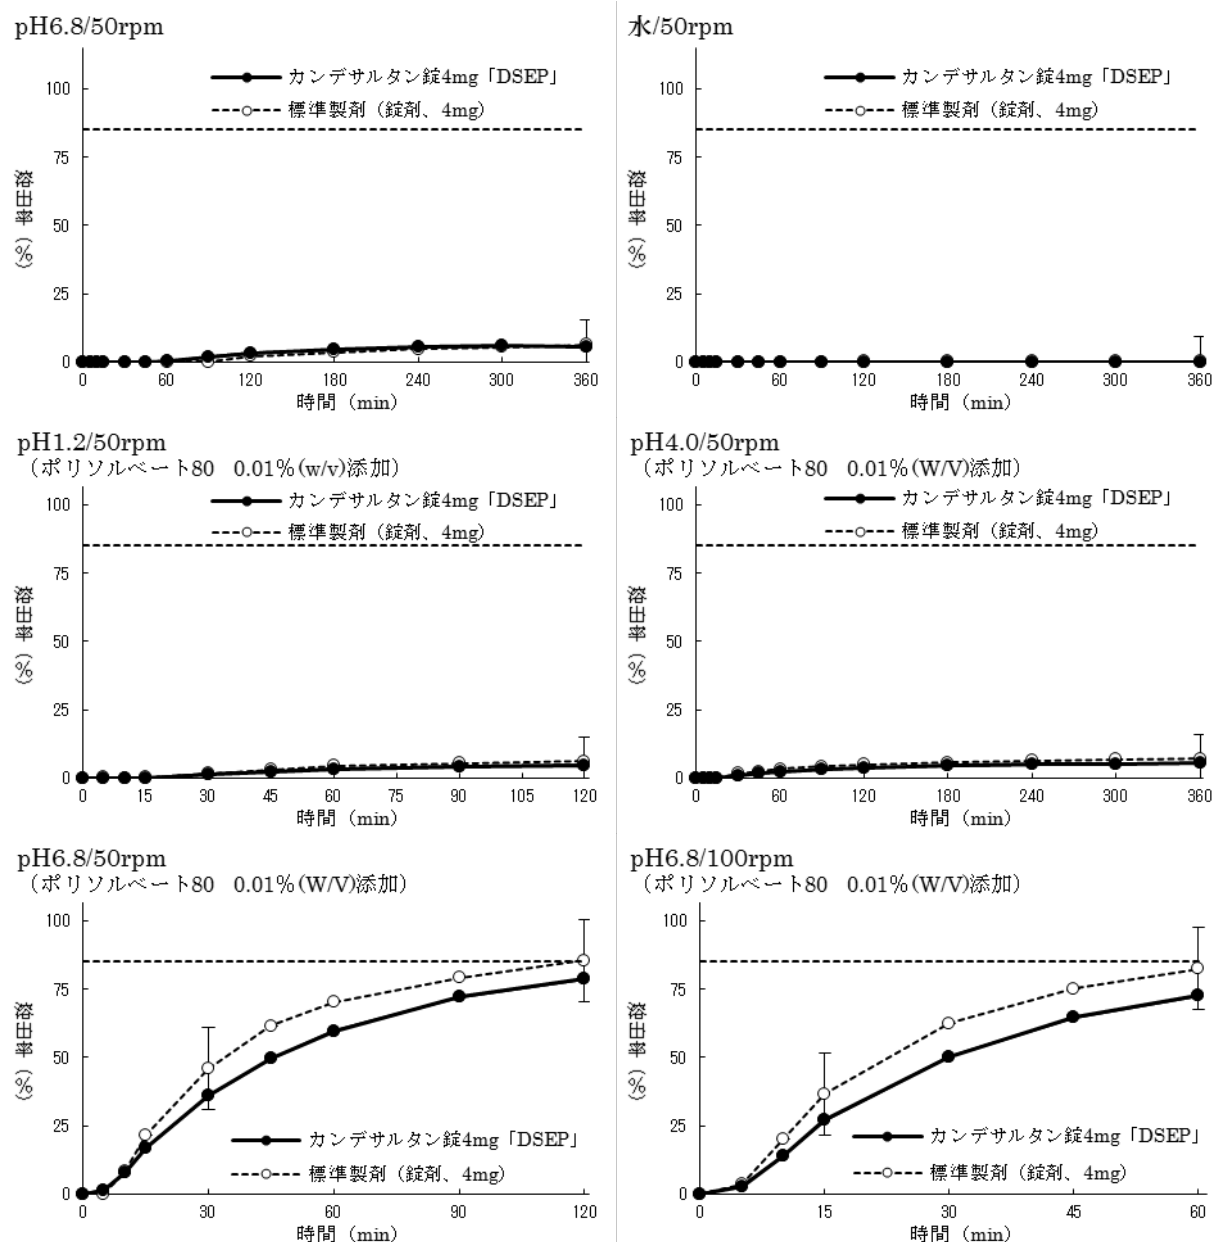 pH6.8/50rpm
カンデサルタン錠4mg「DSEP」
標準製剤（錠剤、4mg)
100
75
50
25
0
溶出率（%）
0 60 120 180 240 300 360
時間（min）
水/50rpm
カンデサルタン錠4mg「DSEP」
標準製剤（錠剤、4mg)
100
75
50
25
0
溶出率（%）
0 60 120 180 240 300 360
時間（min）
pH1.2/50rpm
（ポリソルベート80　0.01%(w/v)添加）
カンデサルタン錠4mg「DSEP」
標準製剤（錠剤、4mg)
100
75
50
25
0
溶出率（%）
0 15 30 45 60 75 90 105 120
時間（min）
pH4.0/50rpm
（ポリソルベート80　0.01%(W/V)添加）
カンデサルタン錠4mg「DSEP」
標準製剤（錠剤、4mg)
100
75
50
25
0
溶出率（%）
0 60 120 180 240 300 360
時間（min）
pH6.8/50rpm
（ポリソルベート80　0.01%(W/V)添加）
100
75
50
25
0
溶出率（%）
カンデサルタン錠4mg「DSEP」
標準製剤（錠剤、4mg)
0 30 60 90 120
時間（min）
pH6.8/100rpm
（ポリソルベート80　0.01%(W/V)添加）
100
75
50
25
0
溶出率（%）
カンデサルタン錠4mg「DSEP」
標準製剤（錠剤、4mg)
0 15 30 45 60
時間（min）